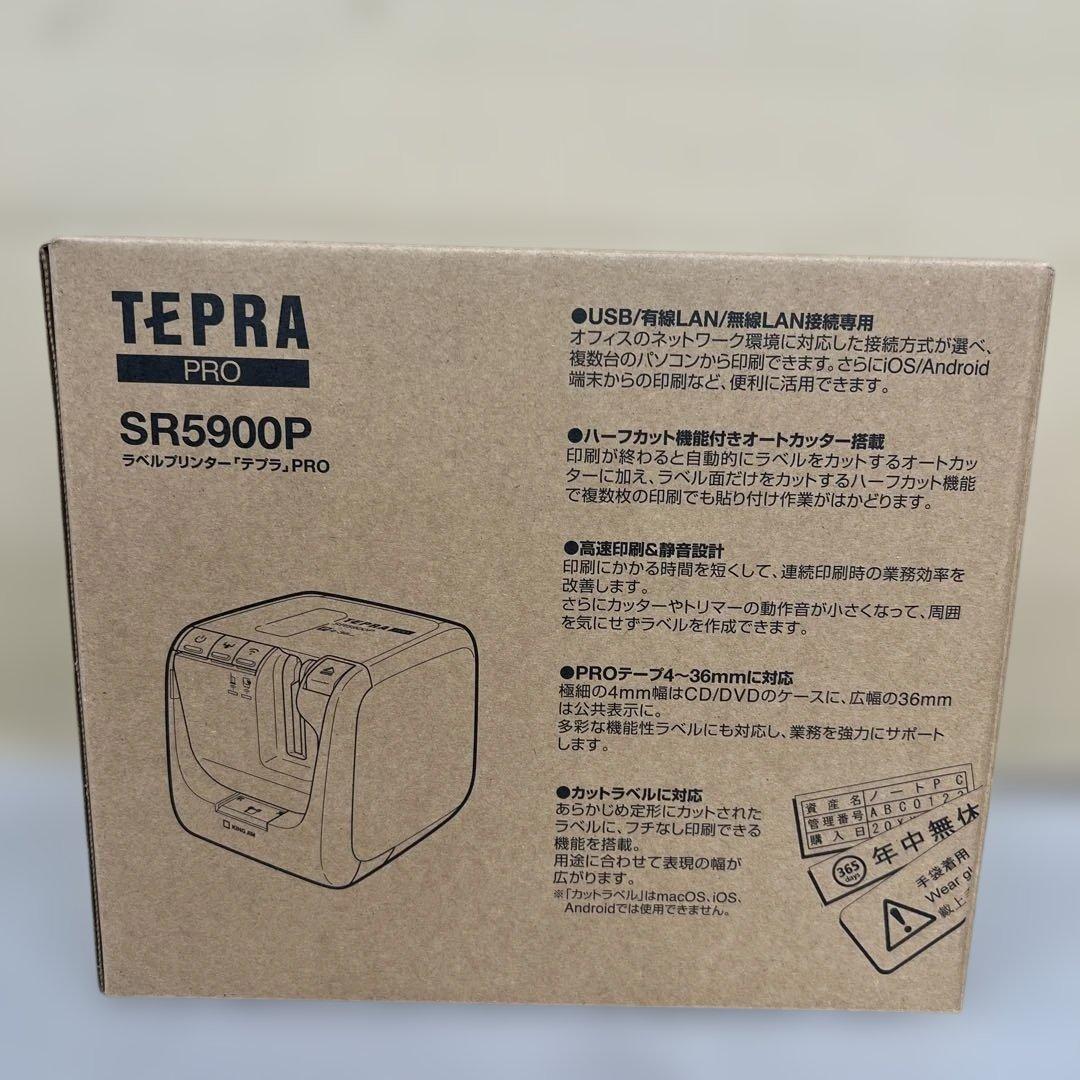 TEPRA
PRO
SR5900P
ラベルプリンター「テプラ」PRO
●USB/有線LAN/無線LAN接続専用
オフィスのネットワーク環境に対応した接続方式が選べ、
複数台のパソコンから印刷できます。さらにiOS/Android
端末からの印刷など、便利に活用できます。
●ハーフカット機能付きオートカッター搭載
印刷が終わると自動的にラベルをカットするオートカッ
ターに加え、ラベル面だけをカットするハーフカット機能
で複数枚の印刷でも貼り付け作業がはかどります。
●高速印刷&静音設計
印刷にかかる時間を短くして、連続印刷時の業務効率を
改善します。
さらにカッターやトリマーの動作音が小さくなって、周囲
を気にせずラベルを作成できます。
●PROテープ4〜36mmに対応
極細の4mm幅はCD/DVDのケースに、広幅の36mm
は公共表示に。
多彩な機能性ラベルにも対応し、業務を強力にサポート
します。
●カットラベルに対応
あらかじめ定形にカットされた
ラベルに、フチなし印刷できる
機能を搭載。
用途に合わせて表現の幅が
広がります。
※「カットラベル」はmacOS、iOS、
Androidでは使用できません。
TEPRA PRO
SR5900P
KING JIM
資産名 ノートPC
管理番号 ABC0123
購入日 20X
365 days 年中無休
手袋着用
Wear gl
戴上